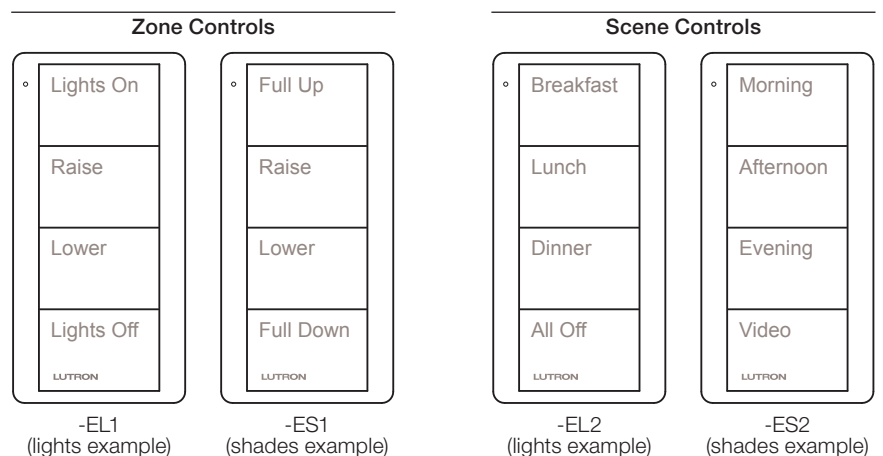 Zone Controls
Scene Controls
Lights On
Raise
Lower
Lights Off
LUTRON
Full Up
Raise
Lower
Full Down
LUTRON
Breakfast
Lunch
Dinner
All Off
LUTRON
Morning
Afternoon
Evening
Video
LUTRON
-EL1
(lights example)
-ES1
(shades example)
-EL2
(lights example)
-ES2
(shades example)